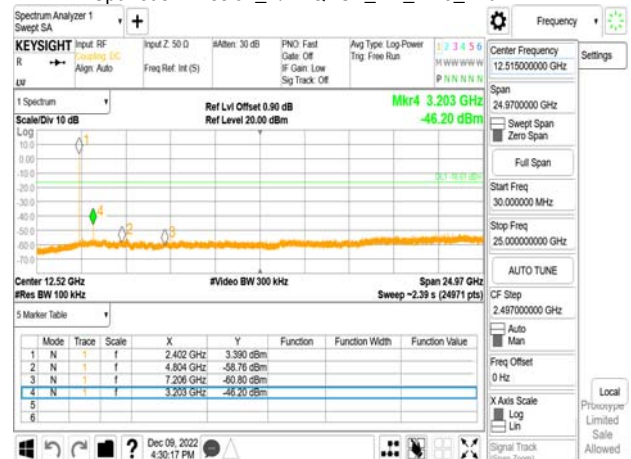 Spectrum Analyzer 1
Swept SA
Frequency
KEYSIGHT
R
Input: RF
Coupling: DC
Align: Auto
Input Z: 50 Ω
Freq Ref: Int (S)
#Atten: 30 dB
PNO: Fast
Gate: Off
IF Gain: Low
Sig Track: Off
Avg Type: Log-Power
Trig: Free Run
1 2 3 4 5 6
M W W W W W
P N N N N N
1 Spectrum
Scale/Div 10 dB
Ref Lvl Offset 0.90 dB
Ref Level 20.00 dBm
Mkr4 3.203 GHz
-46.20 dBm
Log
10.0
0.00
-10.0
-20.0
-30.0
-40.0
-50.0
-60.0
-70.0
1
4
2
3
Center 12.52 GHz
#Res BW 100 kHz
#Video BW 300 kHz
Span 24.97 GHz
Sweep ~2.39 s (24971 pts)
5 Marker Table
Mode Trace Scale X Y Function Function Width Function Value
1 N 1 f 2.402 GHz 3.390 dBm
2 N 1 f 4.804 GHz -58.76 dBm
3 N 1 f 7.206 GHz -60.80 dBm
4 N 1 f 3.203 GHz -46.20 dBm
5
6
?
Dec 09, 2022
4:30:17 PM
Center Frequency
12.515000000 GHz
Settings
Span
24.9700000 GHz
Swept Span
Zero Span
Full Span
Start Freq
30.000000 MHz
Stop Freq
25.000000000 GHz
AUTO TUNE
CF Step
2.497000000 GHz
Auto
Man
Freq Offset
0 Hz
X Axis Scale
Log
Lin
Signal Track
(Span Zoom)
Local
Prototype
Limited
Sale
Allowed